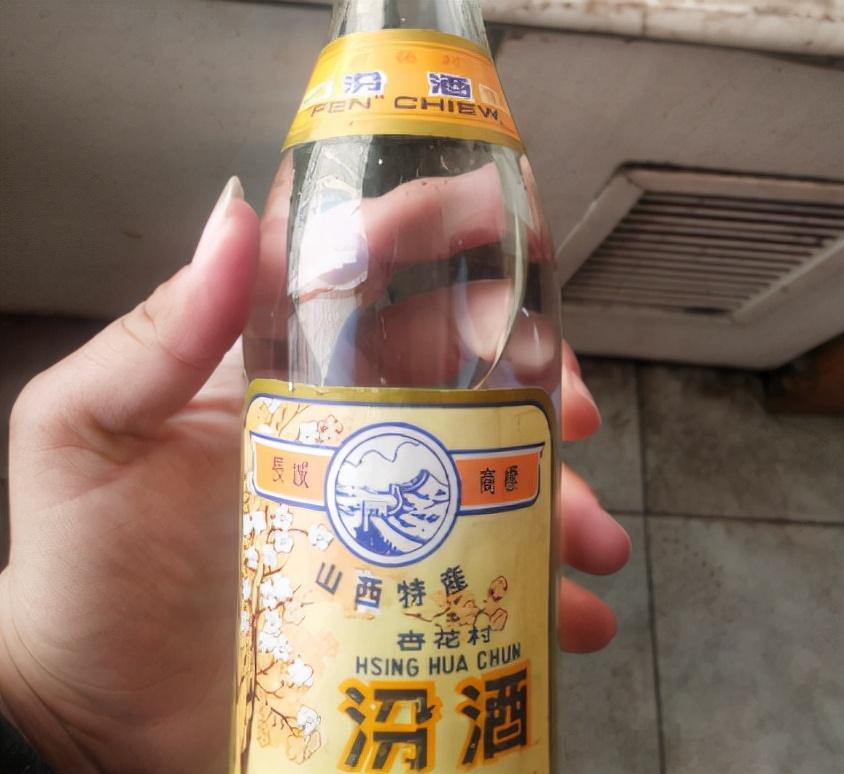 汾 酒
"FEN" CHIEW
長城 商標
山西特產
杏花村
HSING HUA CHUN
汾酒